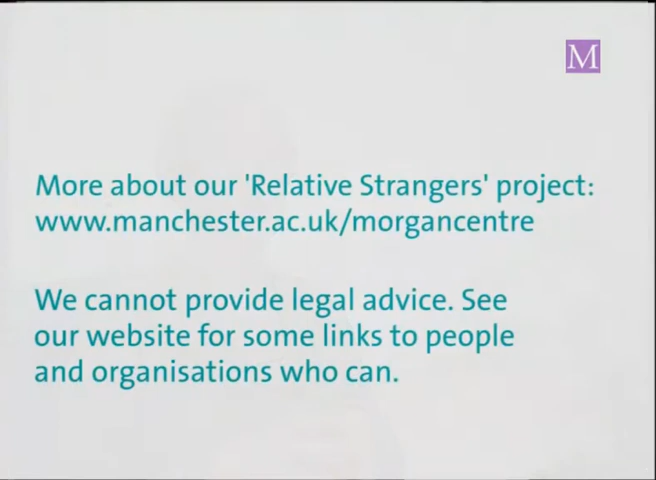 M
More about our 'Relative Strangers' project:
www.manchester.ac.uk/morgancentre
We cannot provide legal advice. See
our website for some links to people
and organisations who can.